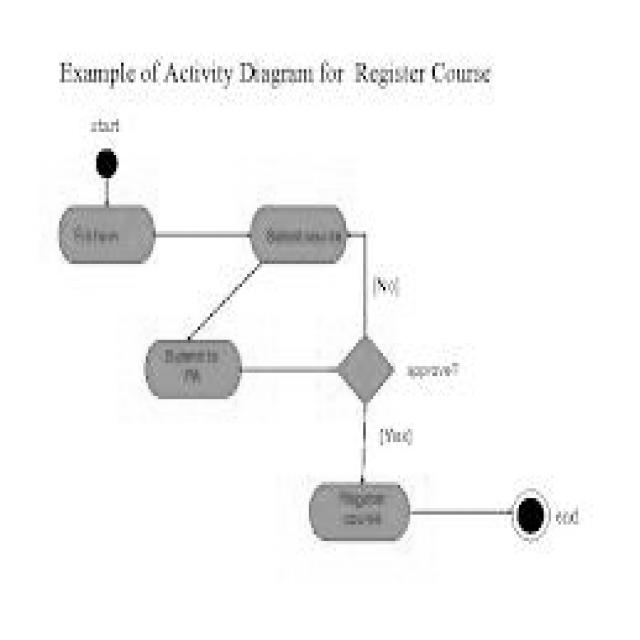 Example of Activity Diagram for Register Course
start
Fill form
Select course
[No]
Submit to
PA
approve?
[Yes]
Register
course
end